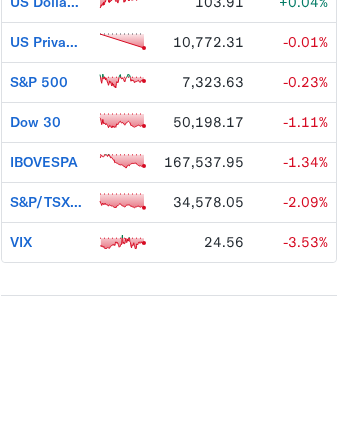 US Dolla... 103.91 +0.04%
US Priva... 10,772.31 -0.01%
S&P 500 7,323.63 -0.23%
Dow 30 50,198.17 -1.11%
IBOVESPA 167,537.95 -1.34%
S&P/TSX... 34,578.05 -2.09%
VIX 24.56 -3.53%